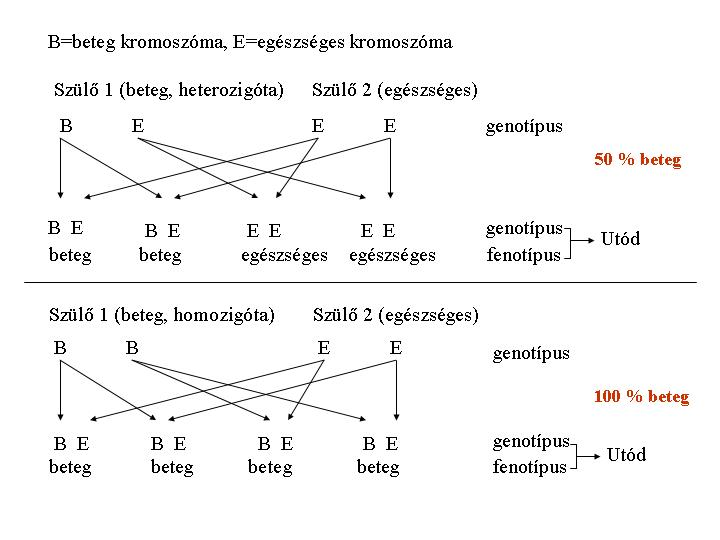 B=beteg kromoszóma, E=egészséges kromoszóma
Szülő 1 (beteg, heterozigóta) Szülő 2 (egészséges)
B E E E genotípus
50 % beteg
B E B E E E E E genotípus
beteg beteg egészséges egészséges fenotípus
Utód
Szülő 1 (beteg, homozigóta) Szülő 2 (egészséges)
B B E E genotípus
100 % beteg
B E B E B E B E genotípus
beteg beteg beteg beteg fenotípus
Utód